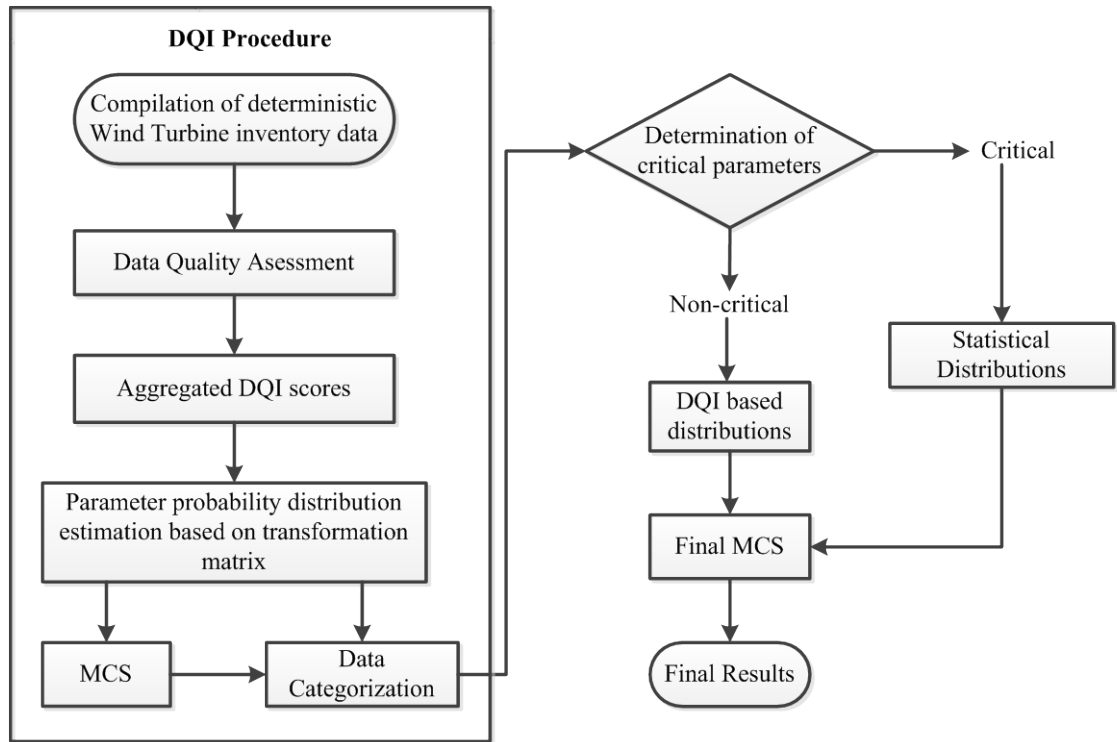 DQI Procedure
Compilation of deterministic
Wind Turbine inventory data
Data Quality Asessment
Aggregated DQI scores
Parameter probability distribution
estimation based on transformation
matrix
MCS
Data
Categorization
Determination of
critical parameters
Critical
Non-critical
Statistical
Distributions
DQI based
distributions
Final MCS
Final Results